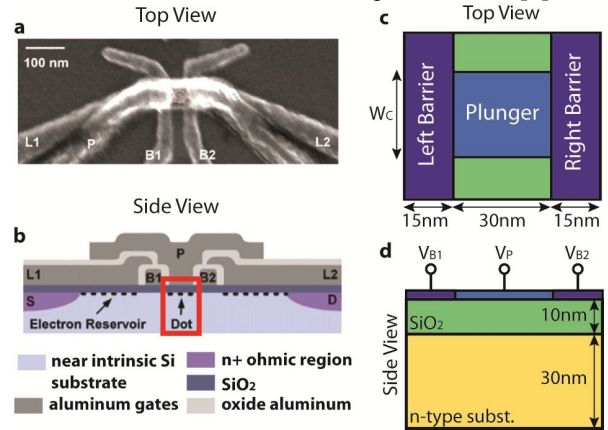 Top View
a
100 nm
L1
P
B1
B2
L2
Side View
b
P
L1
B1
B2
L2
S
D
Electron Reservoir
Dot
near intrinsic Si
substrate
n+ ohmic region
SiO2
aluminum gates
oxide aluminum
c
Top View
WC
Left Barrier
Plunger
Right Barrier
15nm
30nm
15nm
d
VB1
VP
VB2
Side View
SiO2
10nm
30nm
n-type subst.